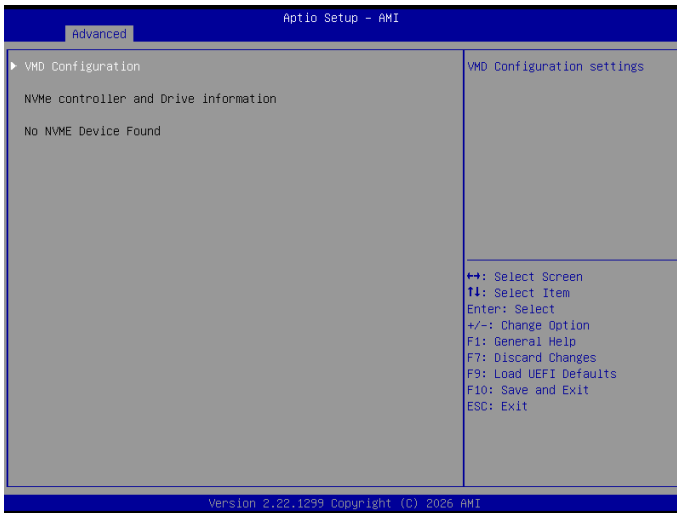 Aptio Setup – AMI
Advanced
► VMD Configuration
NVMe controller and Drive information
No NVME Device Found
VMD Configuration settings
↔: Select Screen
↑↓: Select Item
Enter: Select
+/-: Change Option
F1: General Help
F7: Discard Changes
F9: Load UEFI Defaults
F10: Save and Exit
ESC: Exit
Version 2.22.1299 Copyright (C) 2026 AMI